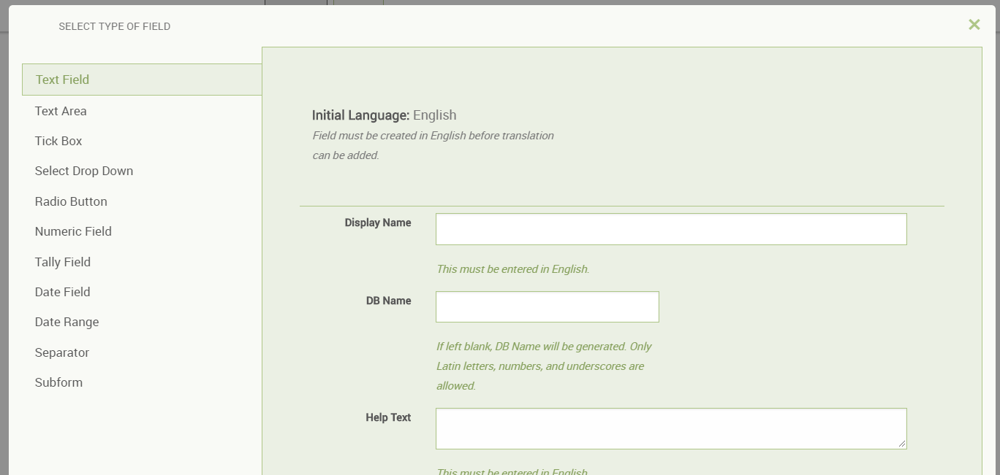 SELECT TYPE OF FIELD
Text Field
Text Area
Tick Box
Select Drop Down
Radio Button
Numeric Field
Tally Field
Date Field
Date Range
Separator
Subform
Initial Language: English
Field must be created in English before translation
can be added.
Display Name
This must be entered in English.
DB Name
If left blank, DB Name will be generated. Only
Latin letters, numbers, and underscores are
allowed.
Help Text
This must be entered in English.